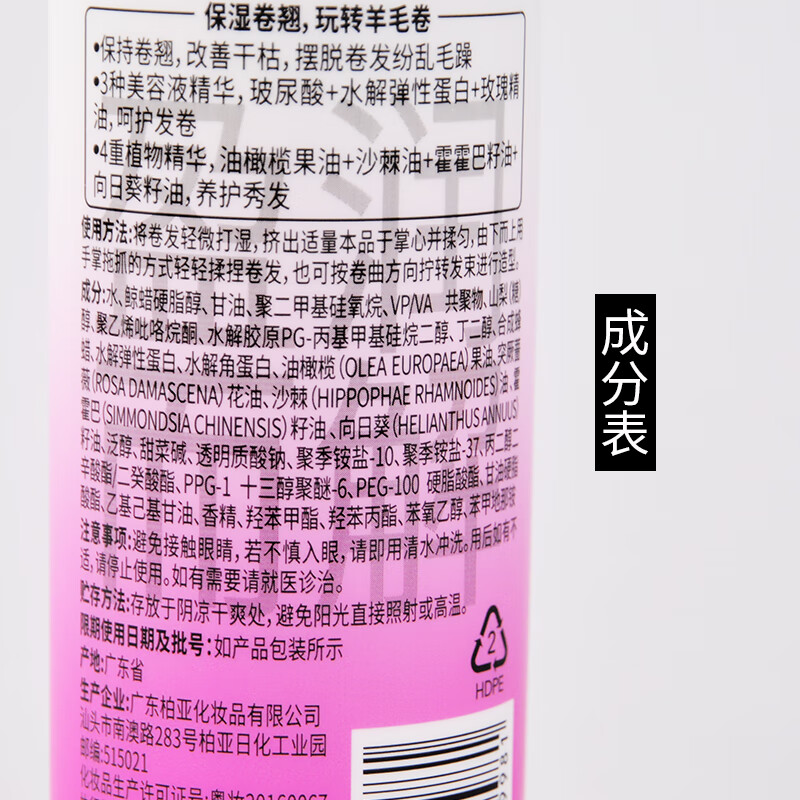 保湿卷翘，玩转羊毛卷
•保持卷翘，改善干枯，摆脱卷发纷乱毛躁
•3种美容液精华，玻尿酸+水解弹性蛋白+玫瑰精
油，呵护发卷
•4重植物精华，油橄榄果油+沙棘油+霍霍巴籽油+
向日葵籽油，养护秀发
使用方法:将卷发轻微打湿，挤出适量本品于掌心并揉匀，由下而上用
手掌拖抓的方式轻轻揉捏卷发，也可按卷曲方向拧转发束进行造型。
成分:水、鲸蜡硬脂醇、甘油、聚二甲基硅氧烷、VP/VA 共聚物、山梨(糖)
醇、聚乙烯吡咯烷酮、水解胶原PG-丙基甲基硅烷二醇、丁二醇、合成蜂
蜡、水解弹性蛋白、水解角蛋白、油橄榄(OLEA EUROPAEA)果油、突厥蔷
薇(ROSA DAMASCENA)花油、沙棘(HIPPOPHAE RHAMNOIDES)油、霍
霍巴(SIMMONDSIA CHINENSIS)籽油、向日葵(HELIANTHUS ANNUUS)
籽油、泛醇、甜菜碱、透明质酸钠、聚季铵盐-10、聚季铵盐-37、丙二醇二
辛酸酯/二癸酸酯、PPG-1 十三醇聚醚-6、PEG-100 硬脂酸酯、甘油硬脂
酸酯、乙基己基甘油、香精、羟苯甲酯、羟苯丙酯、苯氧乙醇、苯甲地那铵
注意事项:避免接触眼睛，若不慎入眼，请即用清水冲洗。用后如有不
适，请停止使用。如有需要请就医诊治。
贮存方法:存放于阴凉干爽处，避免阳光直接照射或高温。
限期使用日期及批号:如产品包装所示
产地:广东省
生产企业:广东柏亚化妆品有限公司
汕头市南澳路283号柏亚日化工业园
邮编:515021
化妆品生产许可证号:粤妆20160067
2
HDPE
成分表